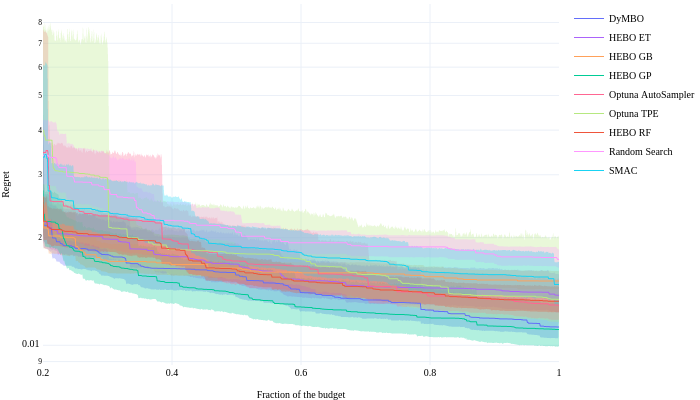 8
7
6
5
4
3
2
0.01
9
Regret
0.2
0.4
0.6
0.8
1
Fraction of the budget
DyMBO
HEBO ET
HEBO GB
HEBO GP
Optuna AutoSampler
Optuna TPE
HEBO RF
Random Search
SMAC